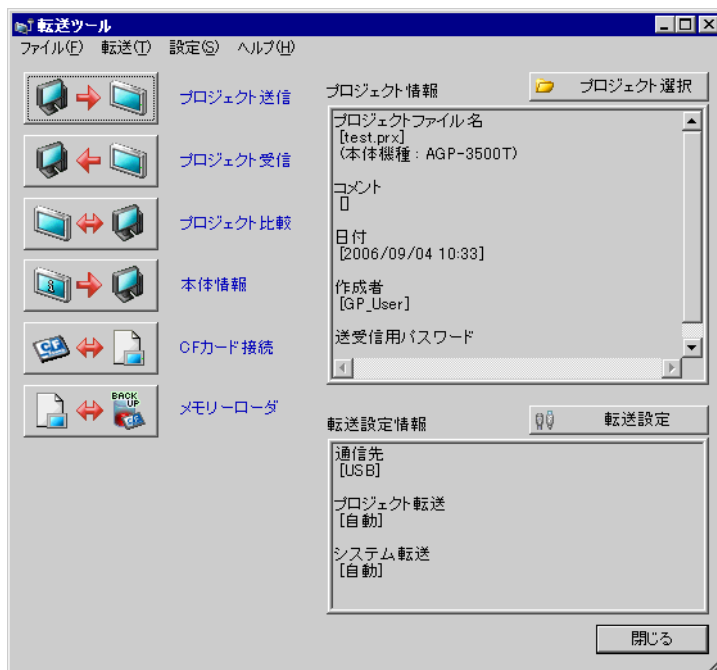 転送ツール
ファイル(F) 転送(T) 設定(S) ヘルプ(H)
プロジェクト送信
プロジェクト受信
プロジェクト比較
本体情報
CF
CFカード接続
BACK
UP
CF
メモリーローダ
プロジェクト情報
プロジェクト選択
プロジェクトファイル名
[test.prx]
(本体機種：AGP-3500T)
コメント
[]
日付
[2006/09/04 10:33]
作成者
[GP_User]
送受信用パスワード
転送設定情報
転送設定
通信先
[USB]
プロジェクト転送
[自動]
システム転送
[自動]
閉じる